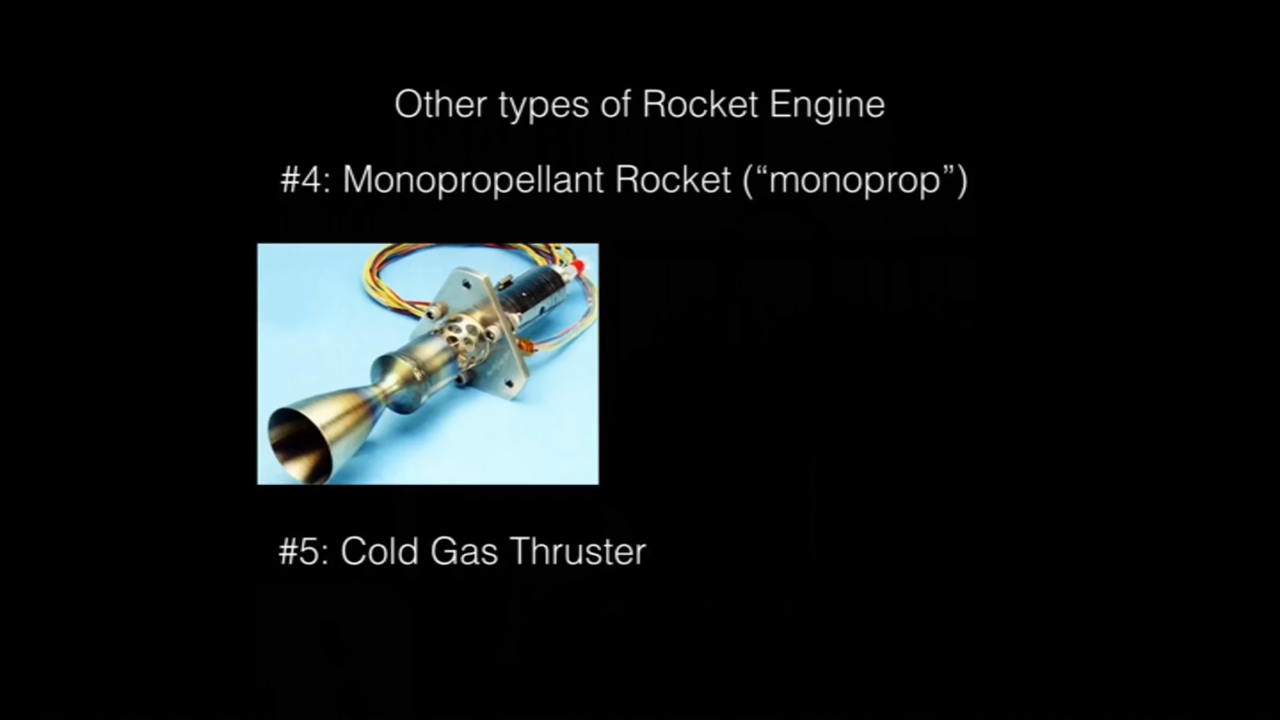 Other types of Rocket Engine
#4: Monopropellant Rocket (“monoprop”)
#5: Cold Gas Thruster